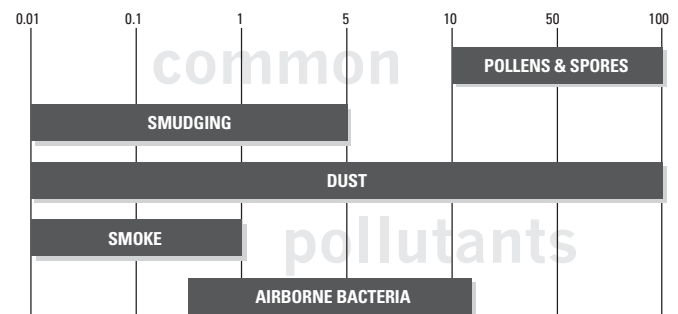 0.01 0.1 1 5 10 50 100
common
POLLENS & SPORES
SMUDGING
DUST
SMOKE
pollutants
AIRBORNE BACTERIA